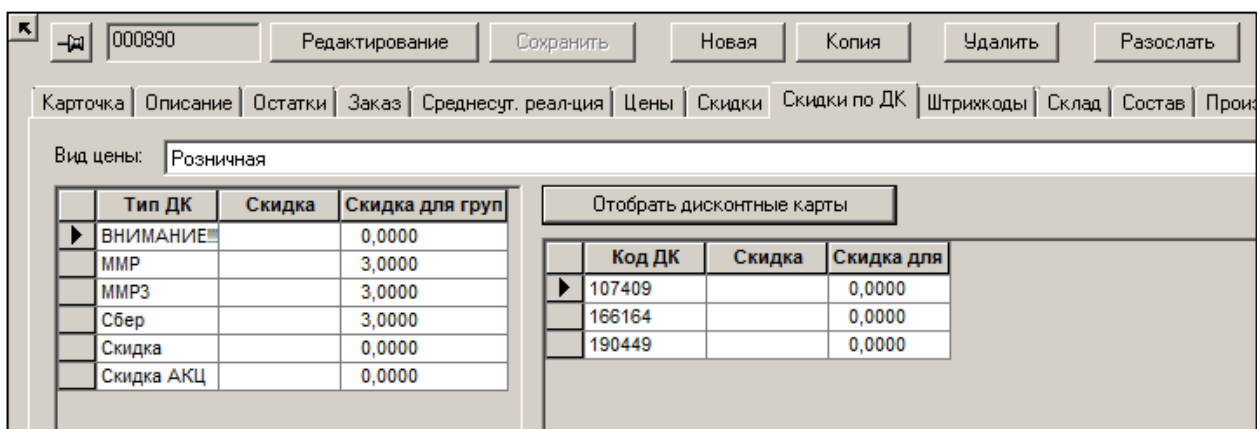 000890 Редактирование Сохранить Новая Копия Удалить Разослать
Карточка Описание Остатки Заказ Среднесут. реал-ция Цены Скидки Скидки по ДК Штрихкоды Склад Состав Произ
Вид цены: Розничная
Тип ДК Скидка Скидка для груп
ВНИМАНИЕ!!! 0,0000
ММР 3,0000
ММР3 3,0000
Сбер 3,0000
Скидка 0,0000
Скидка АКЦ 0,0000
Отобрать дисконтные карты
Код ДК Скидка Скидка для
107409 0,0000
166164 0,0000
190449 0,0000